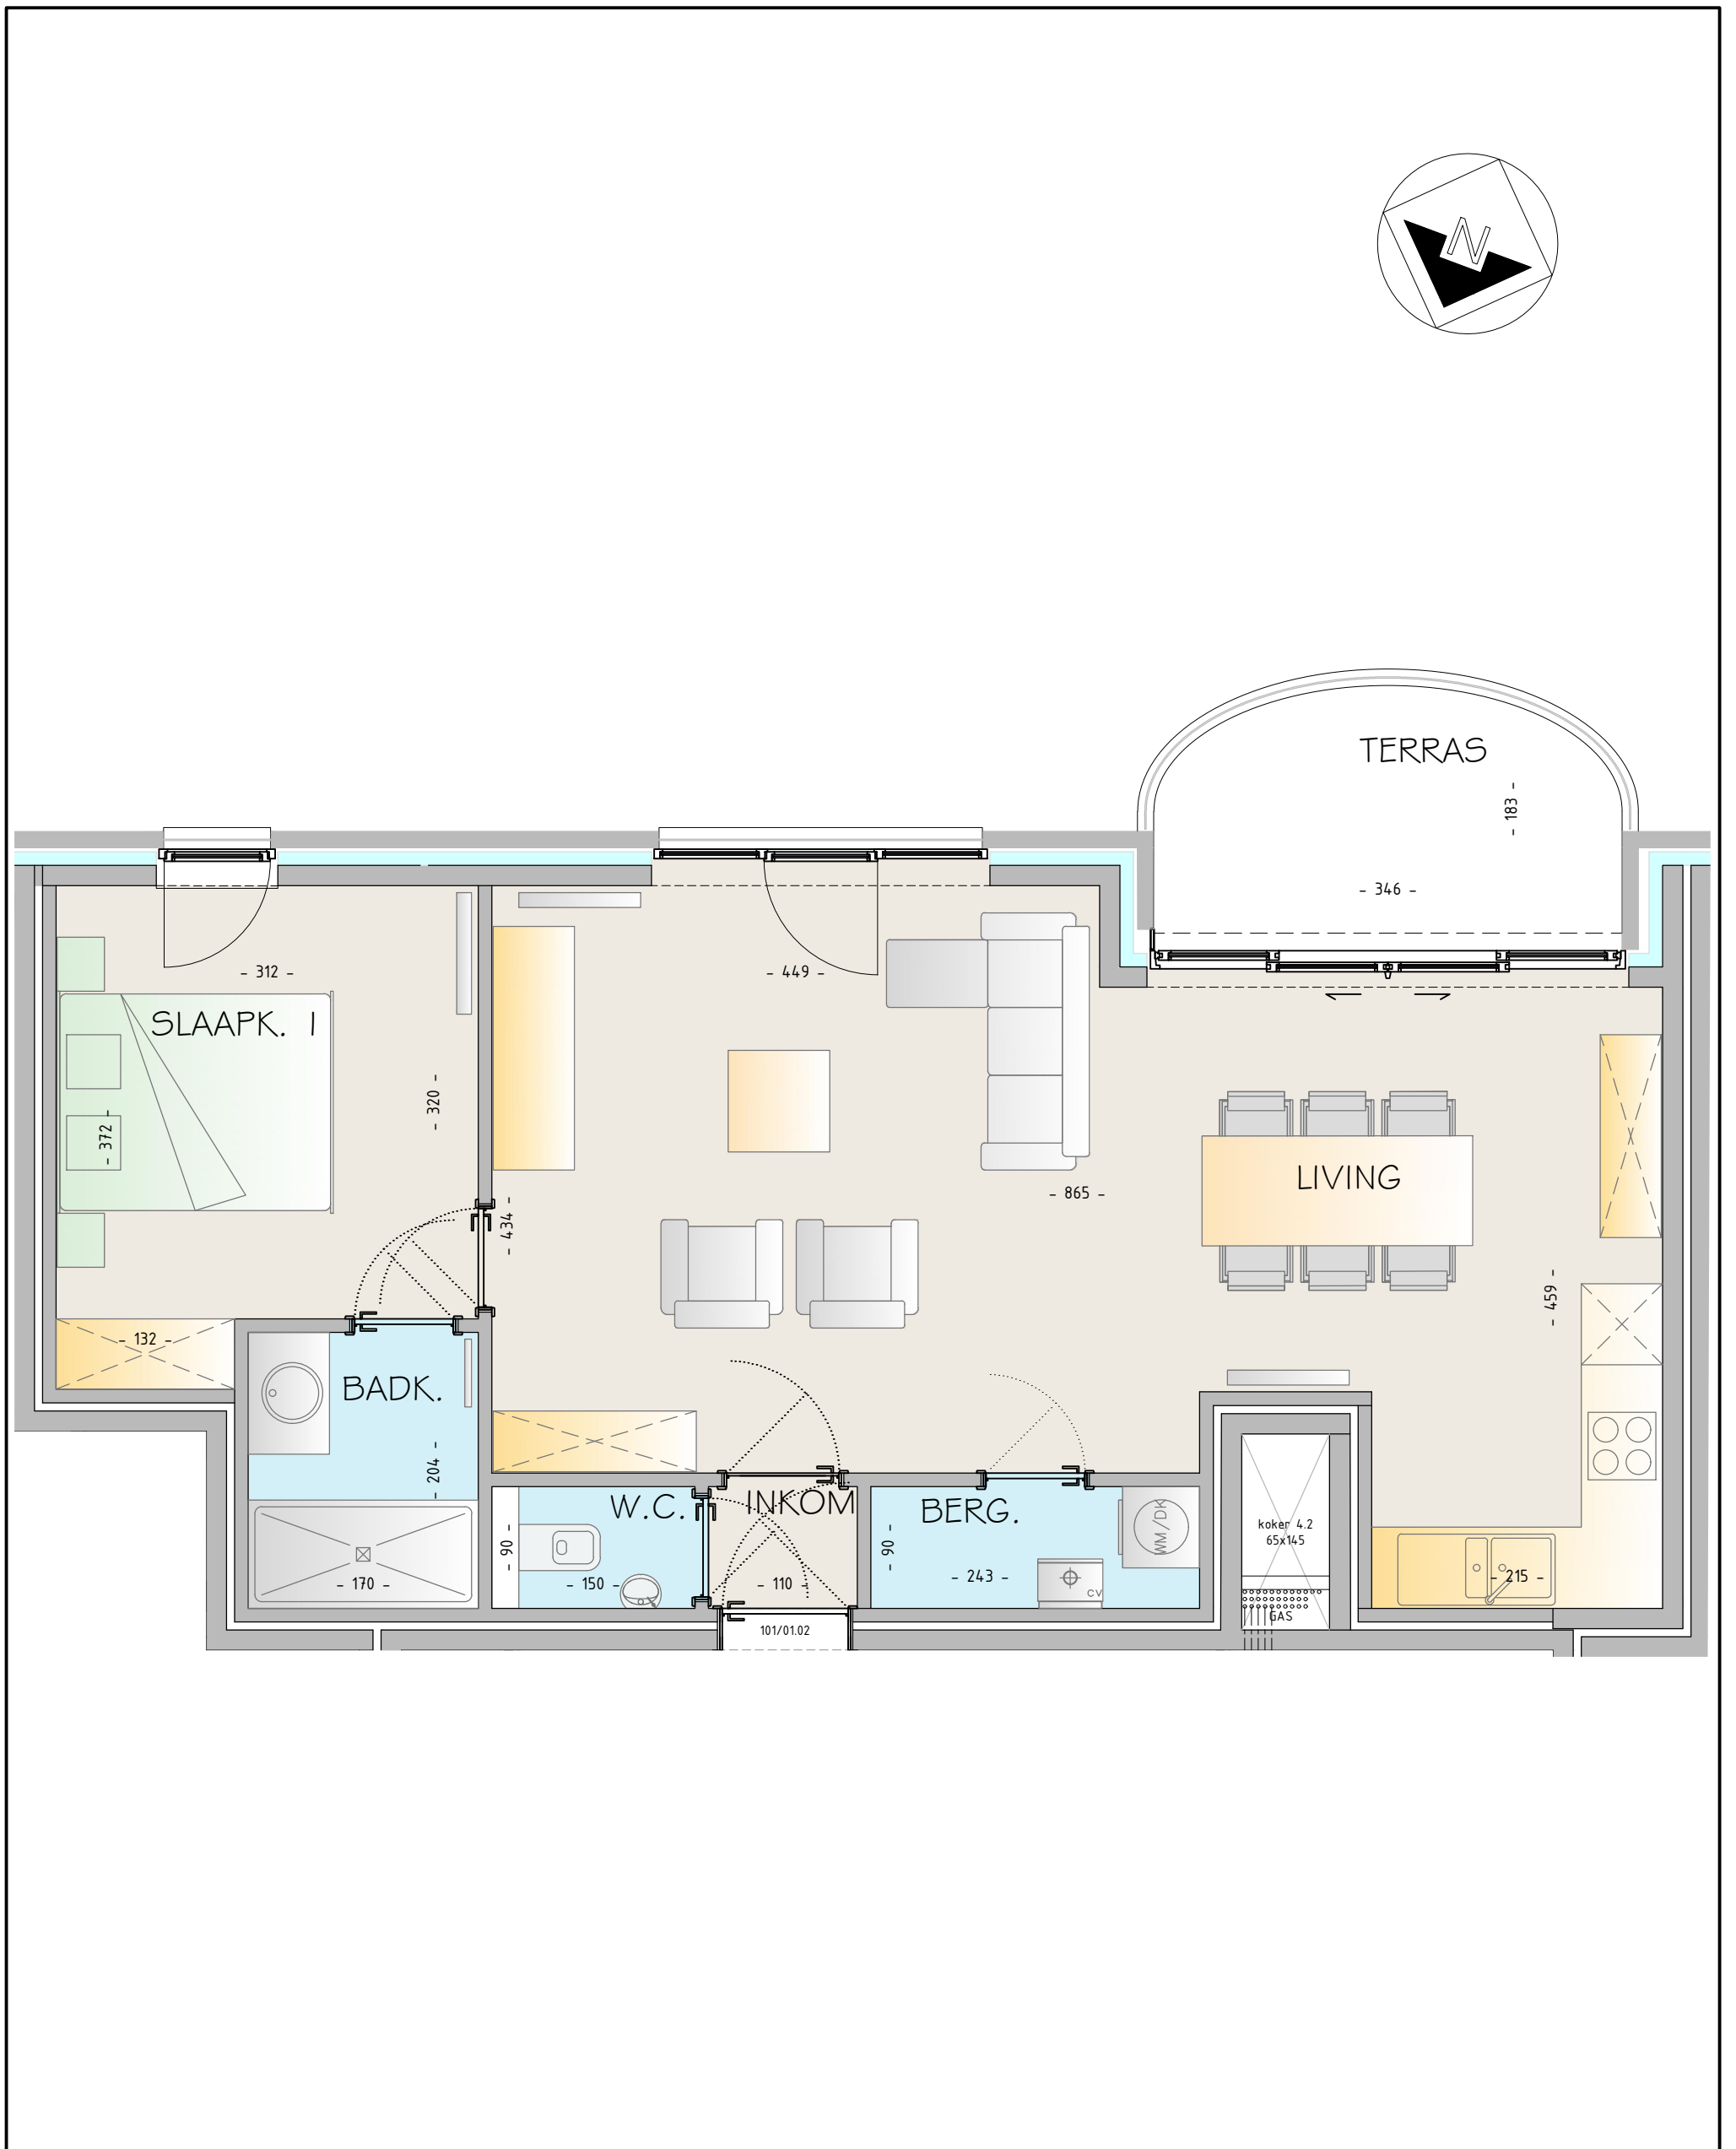 N
TERRAS
- 183 -
- 346 -
- 312 -
- 449 -
SLAAPK. 1
- 320 -
- 372 -
LIVING
- 865 -
- 434 -
- 459 -
- 132 -
BADK.
- 204 -
W.C.
INKOM
BERG.
WM/DK
koker 4.2
65x145
- 90 -
- 90 -
- 170 -
- 150 -
- 110 -
- 243 -
CV
- 215 -
GAS
101/01.02